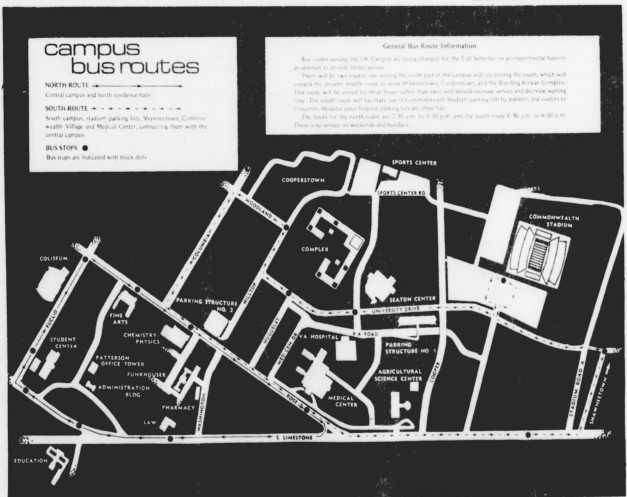 campus
bus routes
NORTH ROUTE
Central campus and north residence halls
SOUTH ROUTE
South campus, stadium parking lots, Shawneetown, Common-
wealth Village and Medical Center, connecting them with the
central campus
BUS STOPS
Bus stops are indicated with black dots
General Bus Route Information
Bus routes serving the UK Campus are being changed for the Fall Semester on an experimental basis in
an attempt to provide better service.
There will be two routes, one serving the north part of the campus and one serving the south, which will
expand the present shuttle route to serve Shawneetown, Cooperstown, and the Blanding Kirwan Complex.
This route will be served by three buses rather than two, and should increase service and decrease waiting
time. The south route will facilitate use of Commonwealth Stadium parking lots by patients and visitors to
University Hospital since hospital parking lots are often full.
The hours for the north route are 7:30 a.m. to 4:30 p.m. and the south route 6:30 a.m. to 6:00 p.m.
There is no service on weekends and holidays.
SPORTS CENTER
COOPERSTOWN
SPORTS CENTER RD
COMMONWEALTH
STADIUM
WOODLAND
COLUMBIA
COMPLEX
COLISEUM
SEATON CENTER
HILLTOP
PARKING STRUCTURE
NO. 2
UNIVERSITY DRIVE
EUCLID
FINE
ARTS
CHEMISTRY-
PHYSICS
VA HOSPITAL
VA ROAD
STUDENT
CENTER
PARKING
STRUCTURE NO 1
PATTERSON
OFFICE TOWER
FUNKHOUSER
AGRICULTURAL
SCIENCE CENTER
COOPER
STADIUM ROAD
SHAWNEETOWN
ADMINISTRATION
BLDG
PHARMACY
WASHINGTON
ROSE
MEDICAL
CENTER
LAW
S. LIMESTONE
EDUCATION